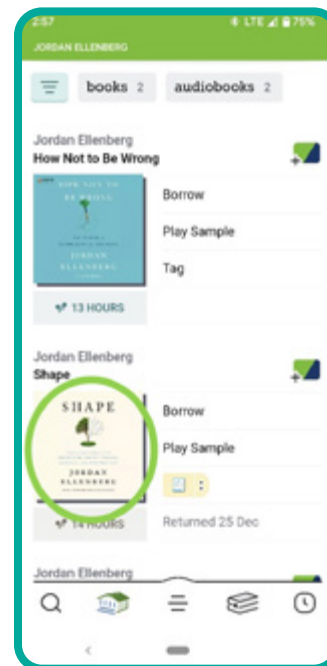 2:57 LTE 75%
JORDAN ELLENBERG
books 2 audiobooks 2
Jordan Ellenberg
How Not to Be Wrong
HOW NOT TO
BE WRONG
JORDAN
ELLENBERG
Borrow
Play Sample
Tag
13 HOURS
Jordan Ellenberg
Shape
SHAPE
JORDAN
ELLENBERG
Borrow
Play Sample
14 HOURS
Returned 25 Dec
Jordan Ellenberg